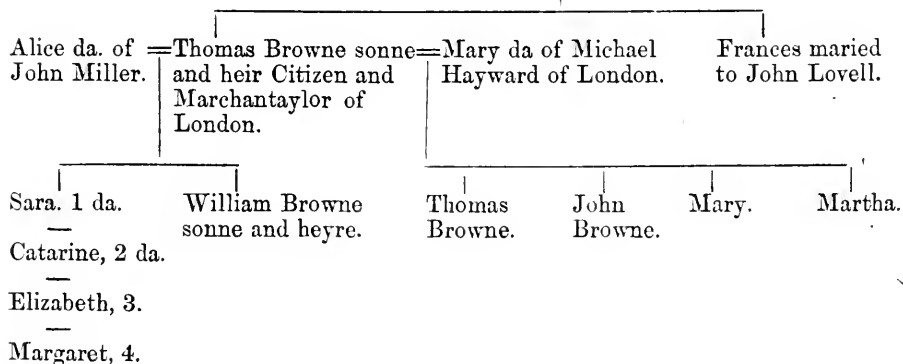 Alice da. of =Thomas Browne sonne=Mary da of Michael Frances maried
John Miller. and heir Citizen and Hayward of London. to John Lovell.
Marchantaylor of
London.
Sara. 1 da. William Browne Thomas John Mary. Martha.
sonne and heyre. Browne. Browne.
Catarine, 2 da.
Elizabeth, 3.
Margaret, 4.